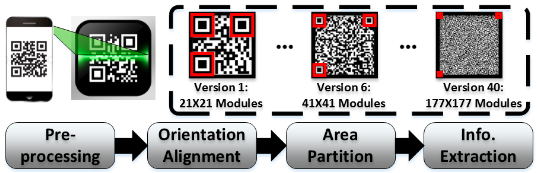 Version 1:
21X21 Modules
...
Version 6:
41X41 Modules
...
Version 40:
177X177 Modules
Pre-
processing
Orientation
Alignment
Area
Partition
Info.
Extraction